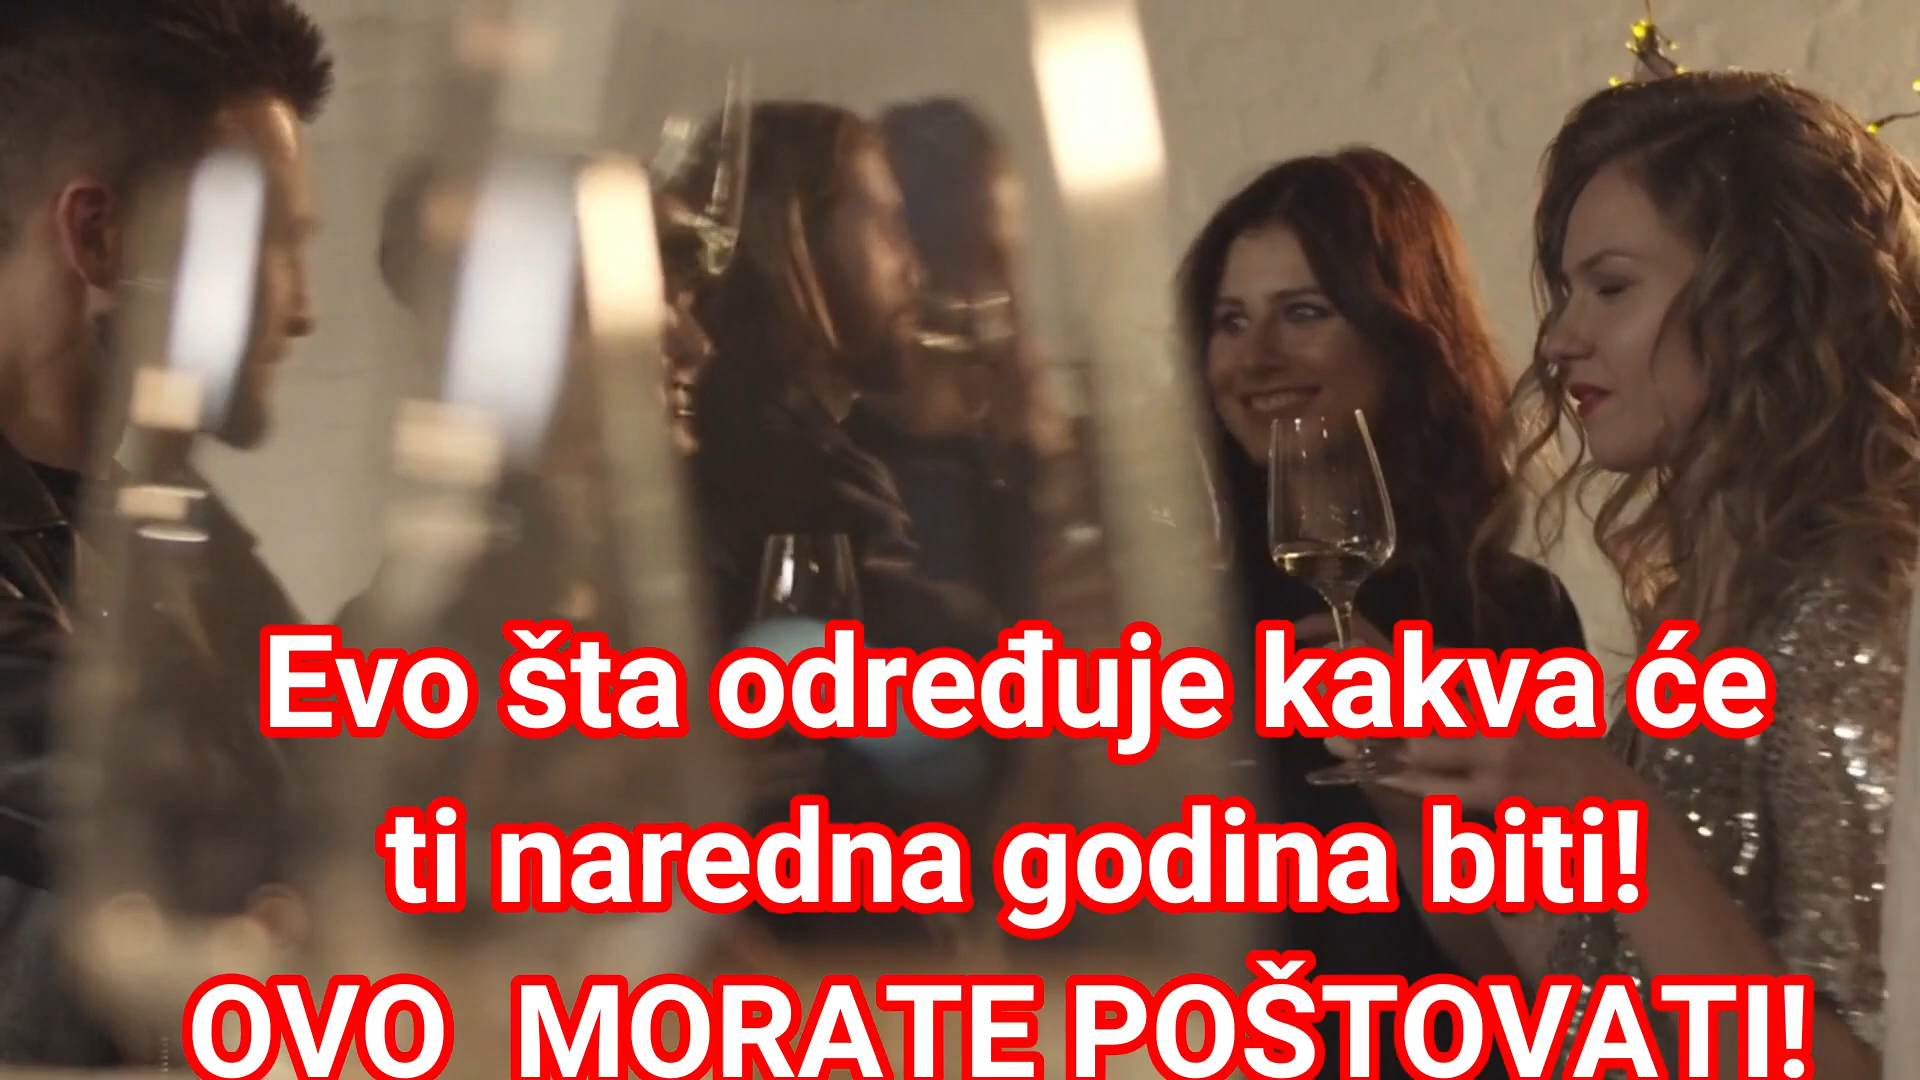 Evo šta određuje kakva će
ti naredna godina biti!
OVO MORATE POŠTOVATI!